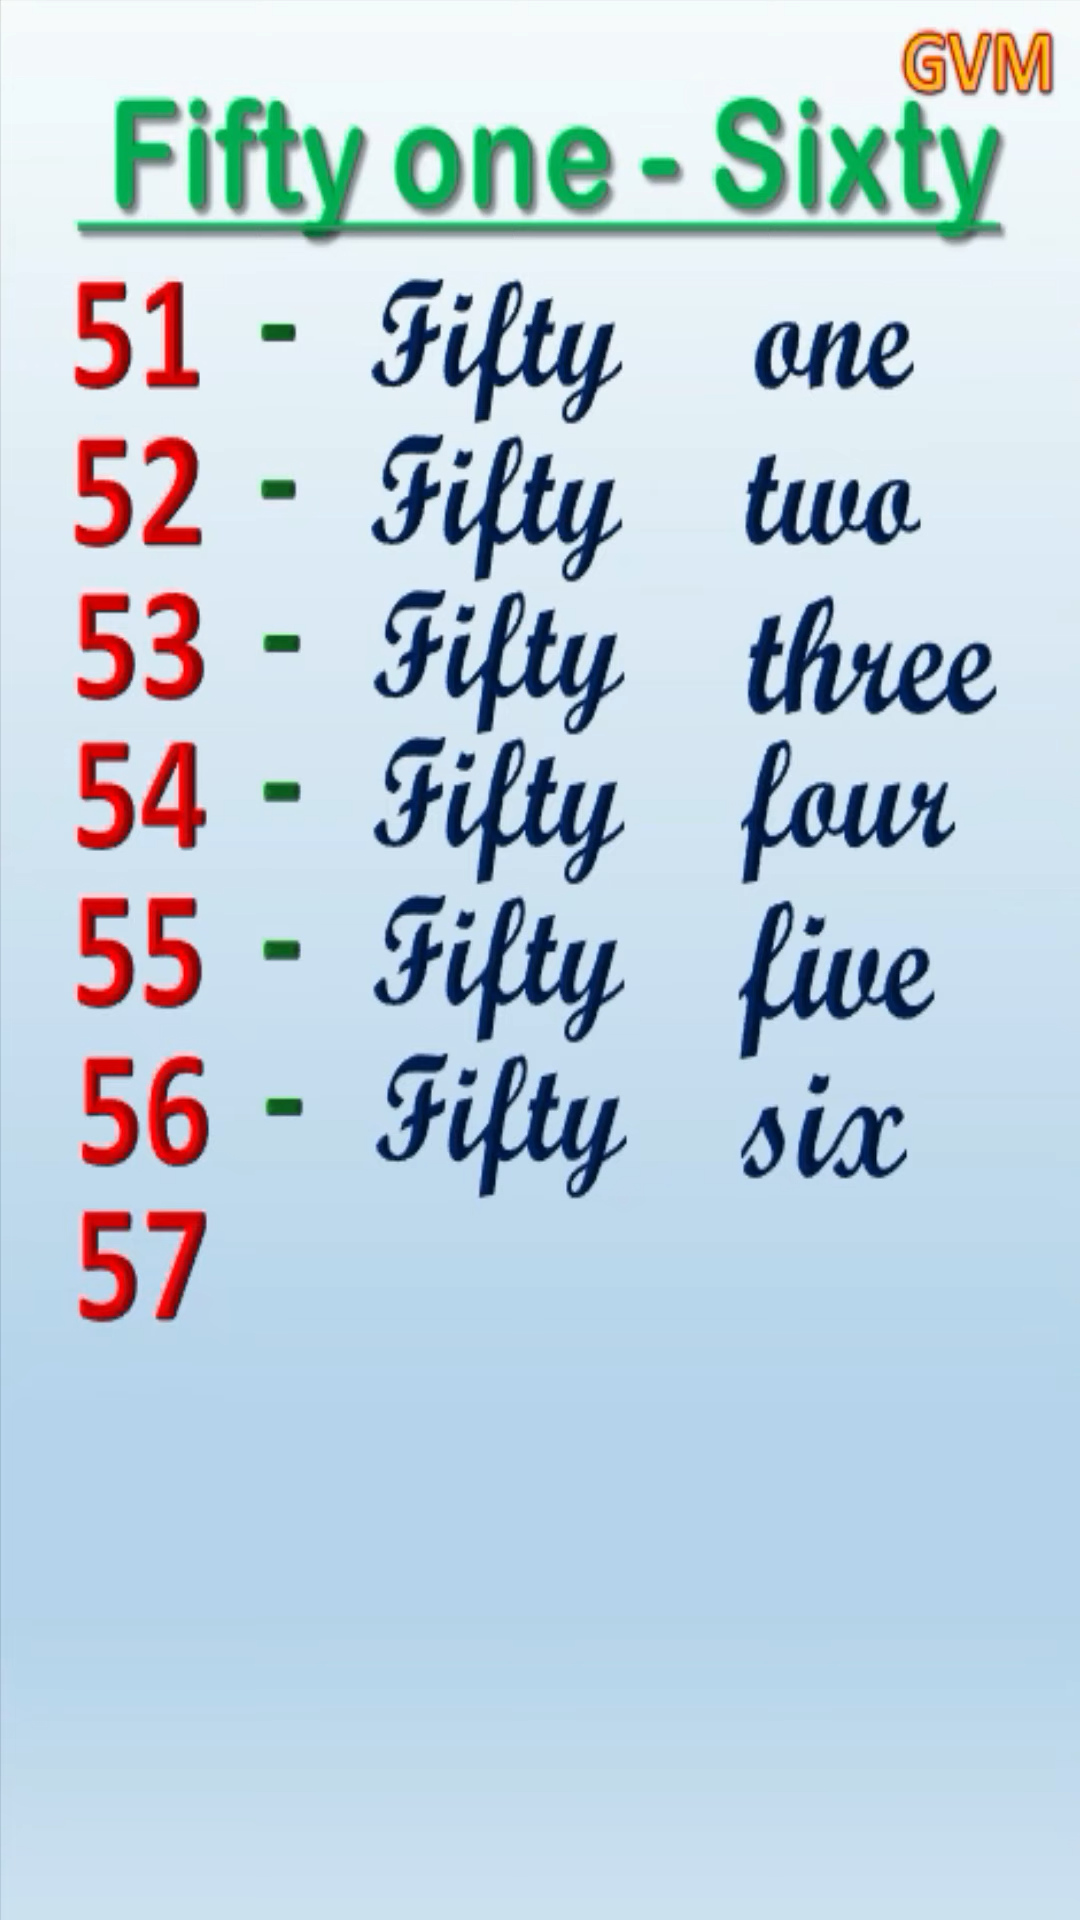 GVM
Fifty one - Sixty
51 - Fifty one
52 - Fifty two
53 - Fifty three
54 - Fifty four
55 - Fifty five
56 - Fifty six
57